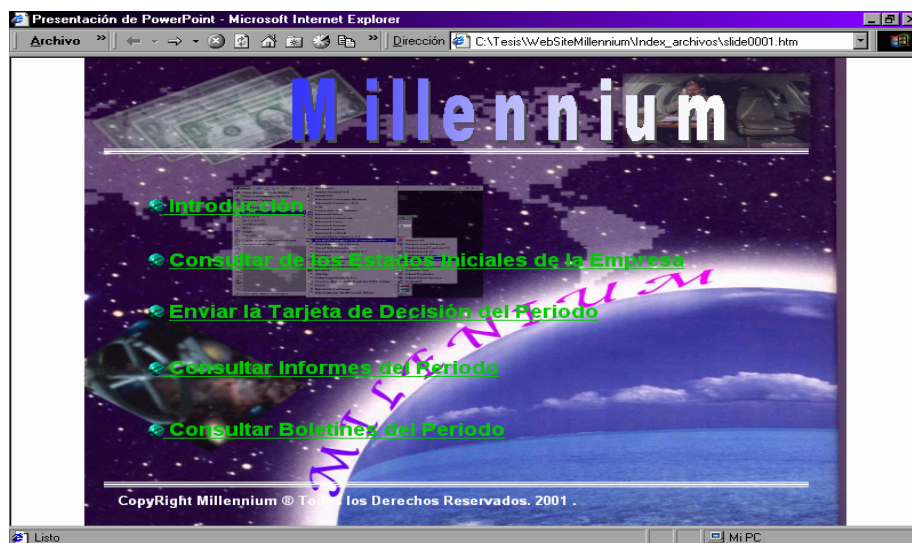 Presentación de PowerPoint - Microsoft Internet Explorer
Archivo » » Dirección C:\Tesis\WebSiteMillennium\Index_archivos\slide0001.htm
Millennium
Introducción
Consultar de los Estados Iniciales de la Empresa
Enviar la Tarjeta de Decisión del Periodo
Consultar Informes del Periodo
Consultar Boletines del Periodo
MILENIUM
CopyRight Millennium ® Todos los Derechos Reservados. 2001 .
Listo Mi PC